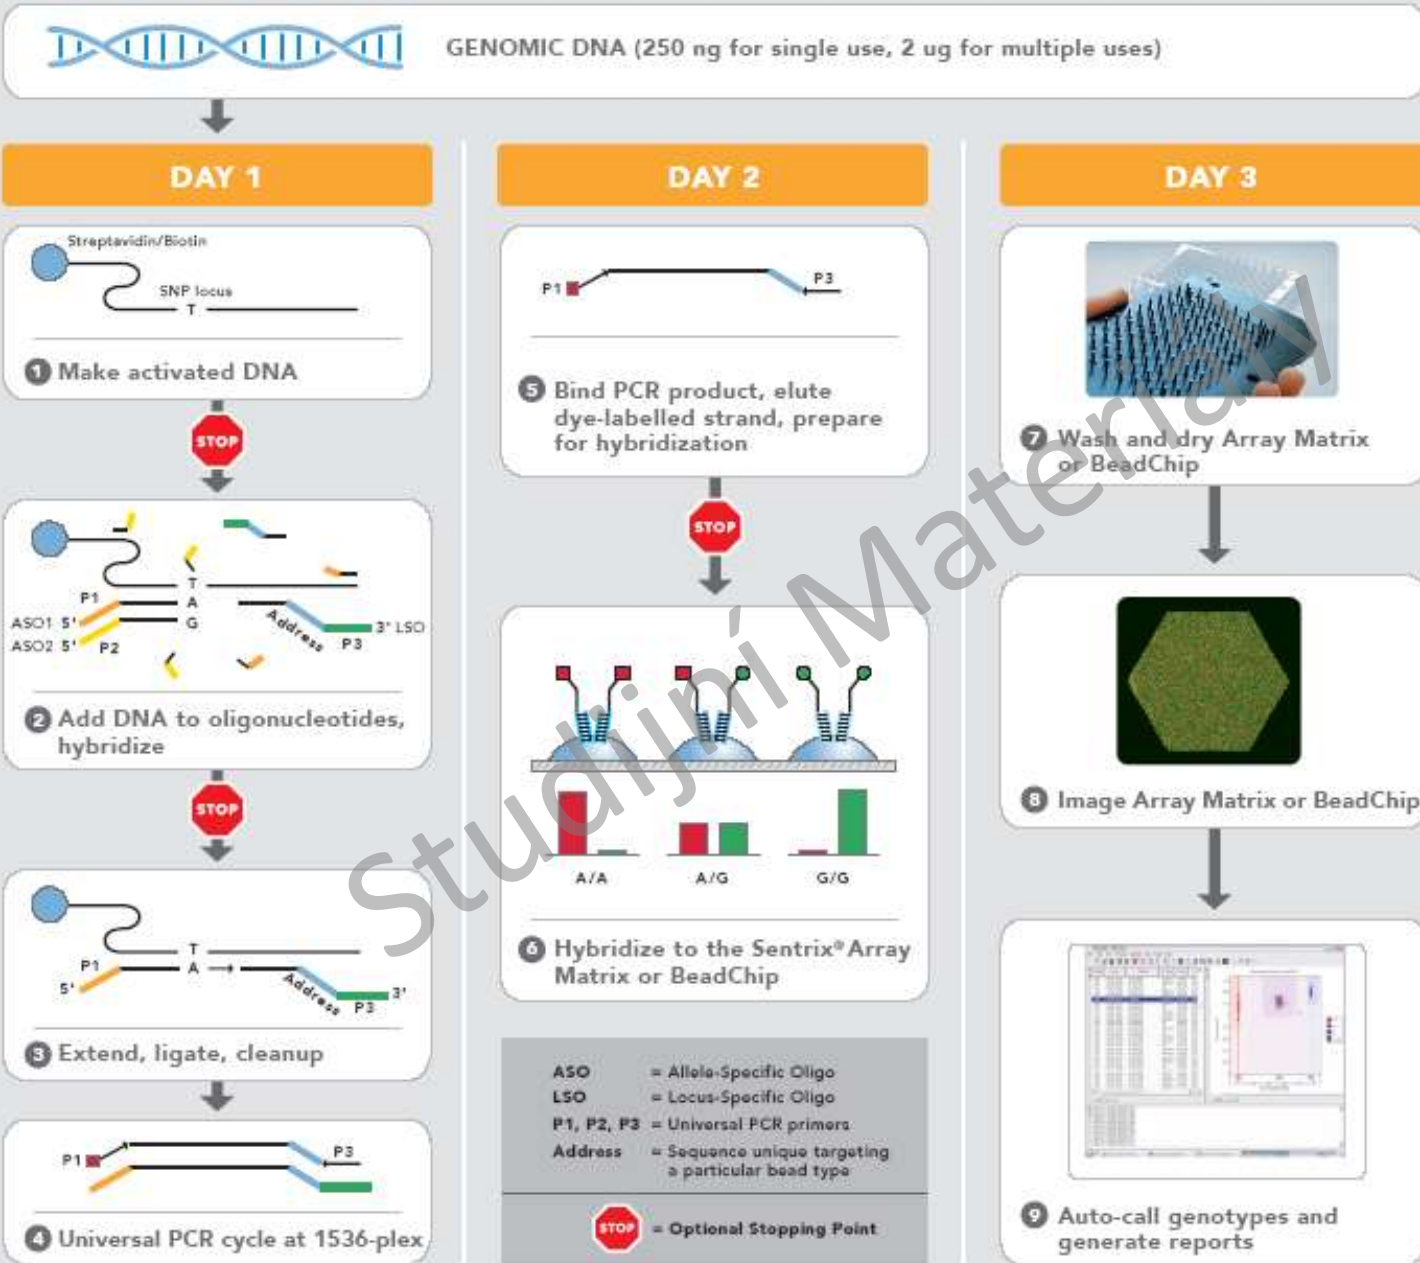 GENOMIC DNA (250 ng for single use, 2 ug for multiple uses)
DAY 1
Streptavidin/Biotin
SNP locus
T
1 Make activated DNA
STOP
T
P1
A
ASO1 5'
G
ASO2 5'
P2
Address
P3
3' LSO
2 Add DNA to oligonucleotides,
hybridize
STOP
T
P1
A
5'
Address
P3
3'
3 Extend, ligate, cleanup
P1
P3
4 Universal PCR cycle at 1536-plex
DAY 2
P1
P3
5 Bind PCR product, elute
dye-labelled strand, prepare
for hybridization
STOP
A/A
A/G
G/G
6 Hybridize to the Sentrix® Array
Matrix or BeadChip
ASO = Allele-Specific Oligo
LSO = Locus-Specific Oligo
P1, P2, P3 = Universal PCR primers
Address = Sequence unique targeting
a particular bead type
STOP = Optional Stopping Point
DAY 3
7 Wash and dry Array Matrix
or BeadChip
8 Image Array Matrix or BeadChip
9 Auto-call genotypes and
generate reports
Studijní Materiály